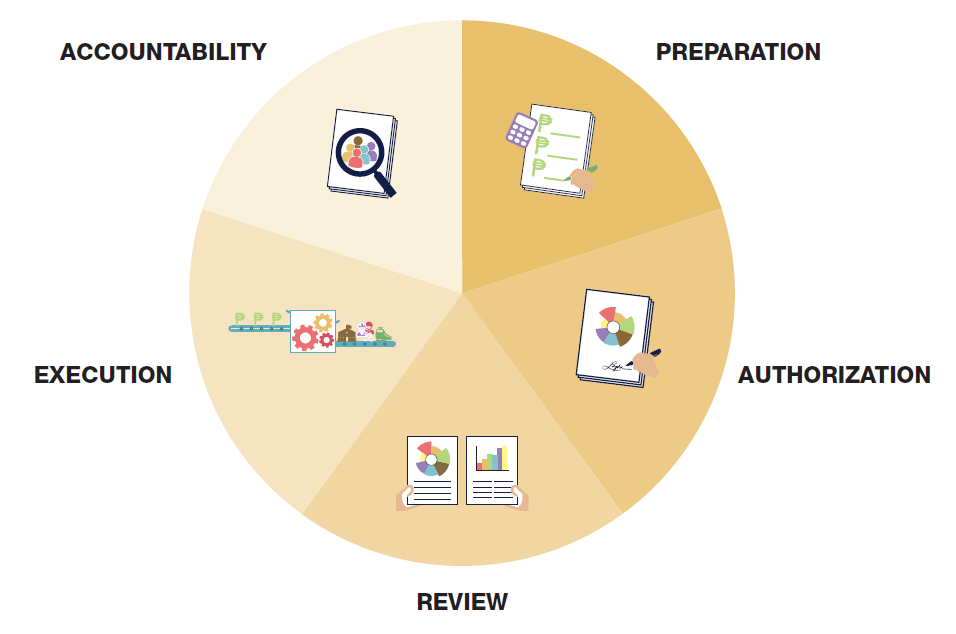 ACCOUNTABILITY
PREPARATION
EXECUTION
AUTHORIZATION
REVIEW